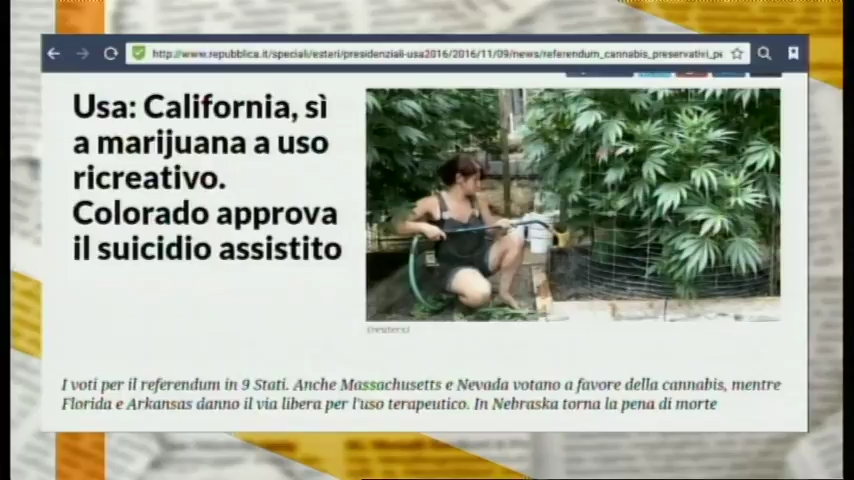 http://www.repubblica.it/speciali/esteri/presidenziali-usa2016/2016/11/09/news/referendum_cannabis_preservativi_pe
Usa: California, sì
a marijuana a uso
ricreativo.
Colorado approva
il suicidio assistito
(reuters)
I voti per il referendum in 9 Stati. Anche Massachusetts e Nevada votano a favore della cannabis, mentre
Florida e Arkansas danno il via libera per l'uso terapeutico. In Nebraska torna la pena di morte